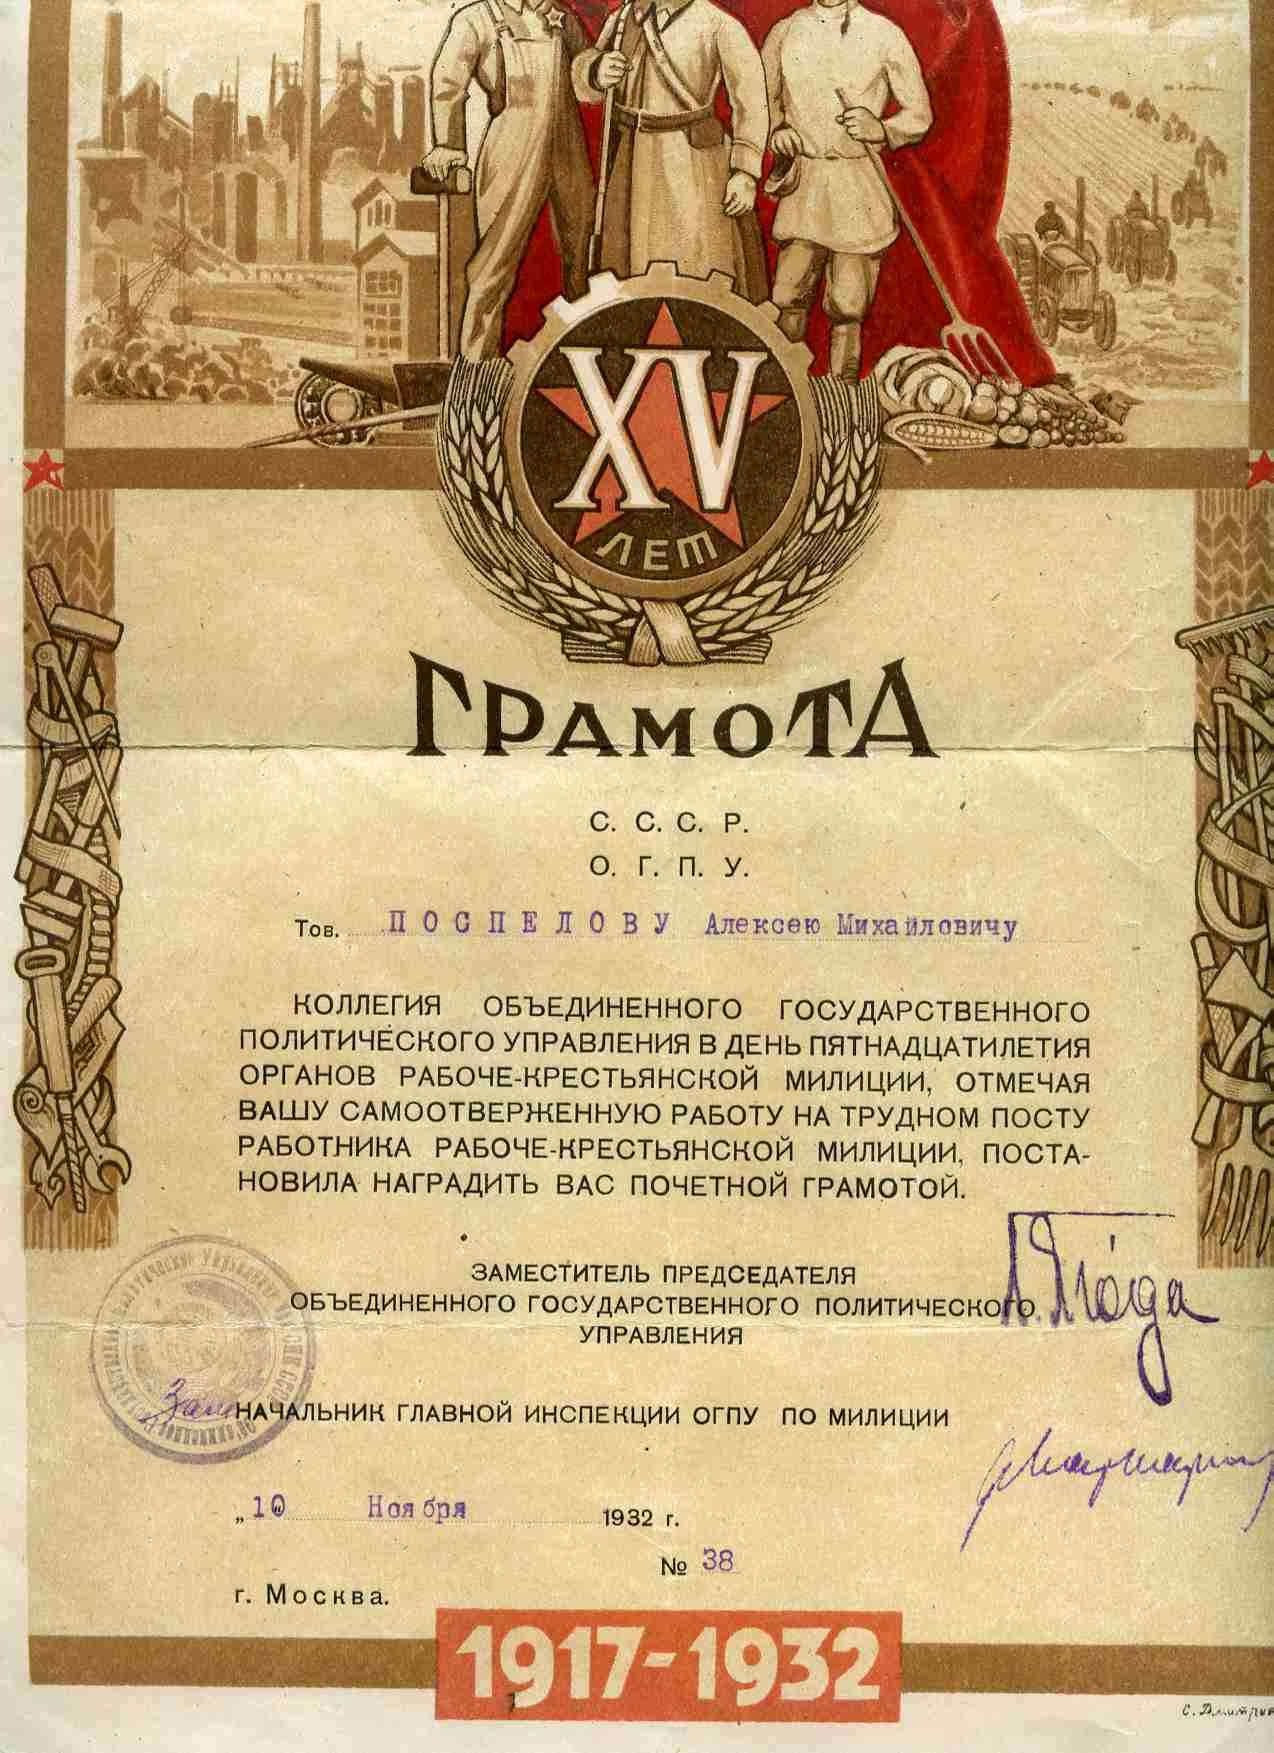 XV
ЛЕТ
ГРАМОТА
С. С. С. Р.
О. Г. П. У.
Тов. ПОСПЕЛОВУ Алексею Михайловичу
КОЛЛЕГИЯ ОБЪЕДИНЕННОГО ГОСУДАРСТВЕННОГО
ПОЛИТИЧЕСКОГО УПРАВЛЕНИЯ В ДЕНЬ ПЯТНАДЦАТИЛЕТИЯ
ОРГАНОВ РАБОЧЕ-КРЕСТЬЯНСКОЙ МИЛИЦИИ, ОТМЕЧАЯ
ВАШУ САМООТВЕРЖЕННУЮ РАБОТУ НА ТРУДНОМ ПОСТУ
РАБОТНИКА РАБОЧЕ-КРЕСТЬЯНСКОЙ МИЛИЦИИ, ПОСТА-
НОВИЛА НАГРАДИТЬ ВАС ПОЧЕТНОЙ ГРАМОТОЙ.
ЗАМЕСТИТЕЛЬ ПРЕДСЕДАТЕЛЯ
ОБЪЕДИНЕННОГО ГОСУДАРСТВЕННОГО ПОЛИТИЧЕСКОГО
УПРАВЛЕНИЯ
Ягода
Зам НАЧАЛЬНИК ГЛАВНОЙ ИНСПЕКЦИИ ОГПУ ПО МИЛИЦИИ
„10" Ноября 1932 г.
№ 38
г. Москва.
1917-1932